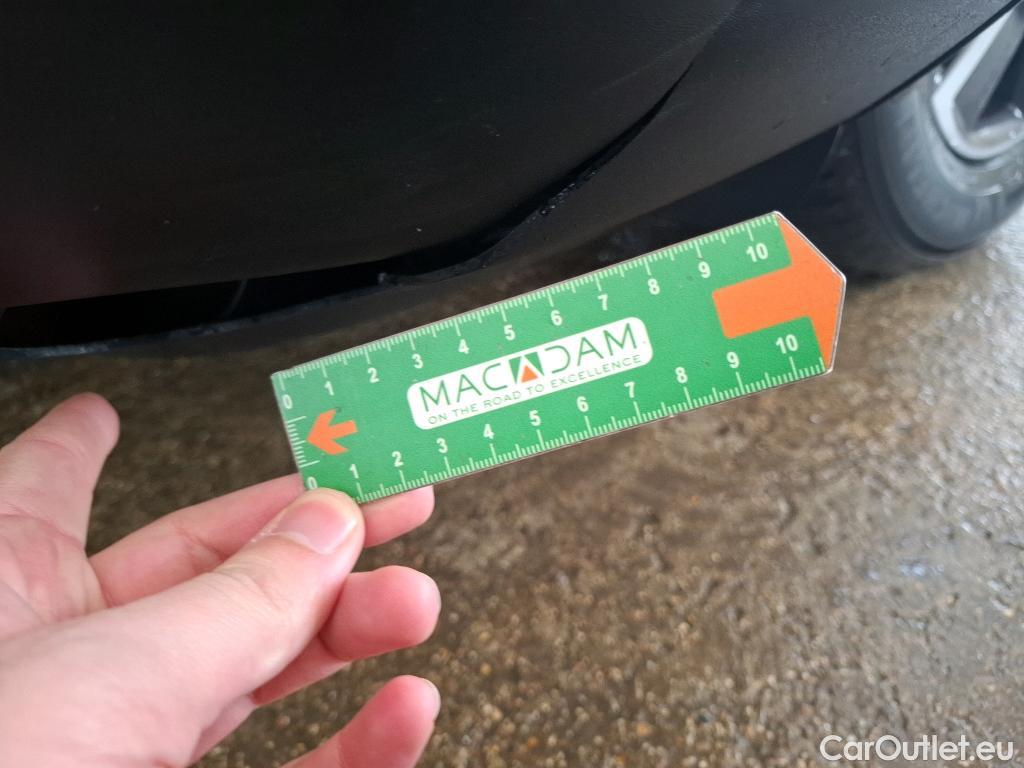 0 1 2 3 4 5 6 7 8 9 10
MACADAM
ON THE ROAD TO EXCELLENCE
0 1 2 3 4 5 6 7 8 9 10
CarOutlet.eu